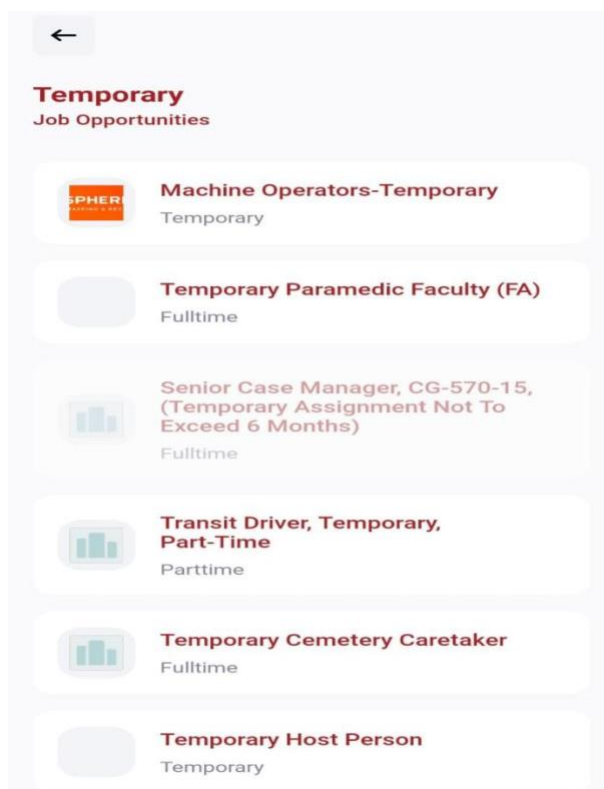 Temporary
Job Opportunities
SPHER
Machine Operators-Temporary
Temporary
Temporary Paramedic Faculty (FA)
Fulltime
Senior Case Manager, CG-570-15,
(Temporary Assignment Not To
Exceed 6 Months)
Fulltime
Transit Driver, Temporary,
Part-Time
Parttime
Temporary Cemetery Caretaker
Fulltime
Temporary Host Person
Temporary